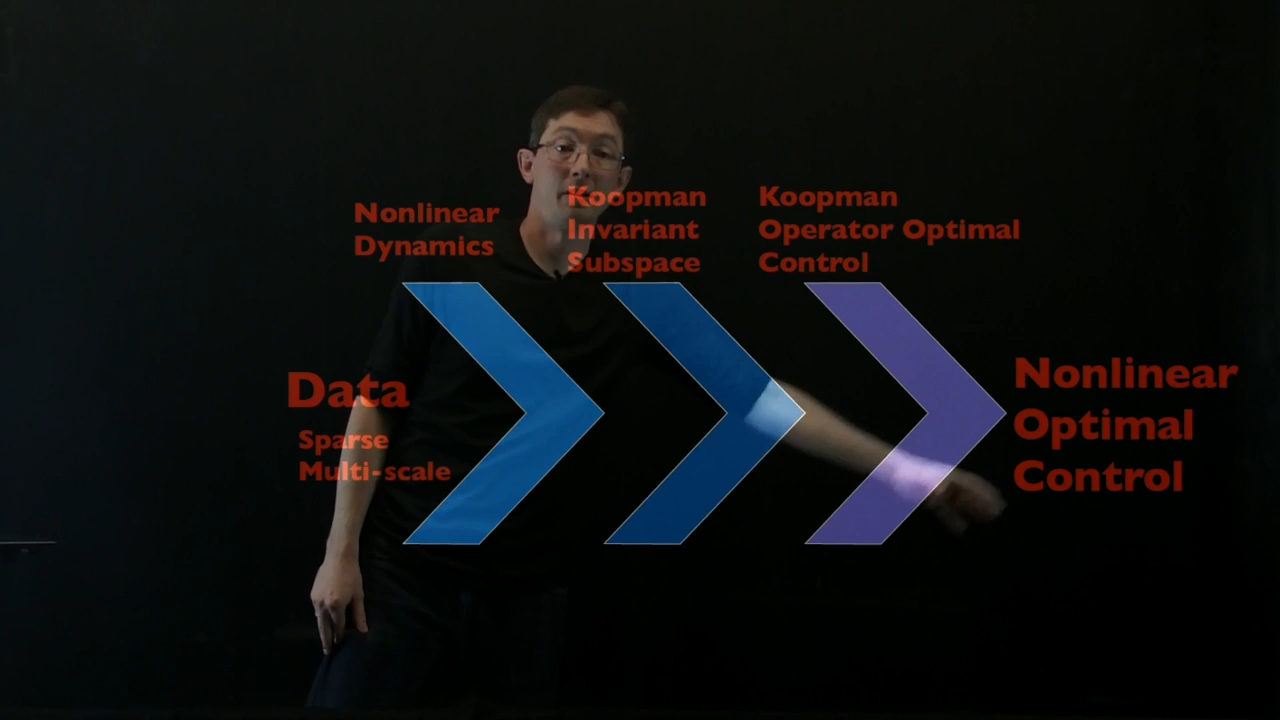 Nonlinear
Dynamics
Koopman
Invariant
Subspace
Koopman
Operator Optimal
Control
Data
Sparse
Multi-scale
Nonlinear
Optimal
Control